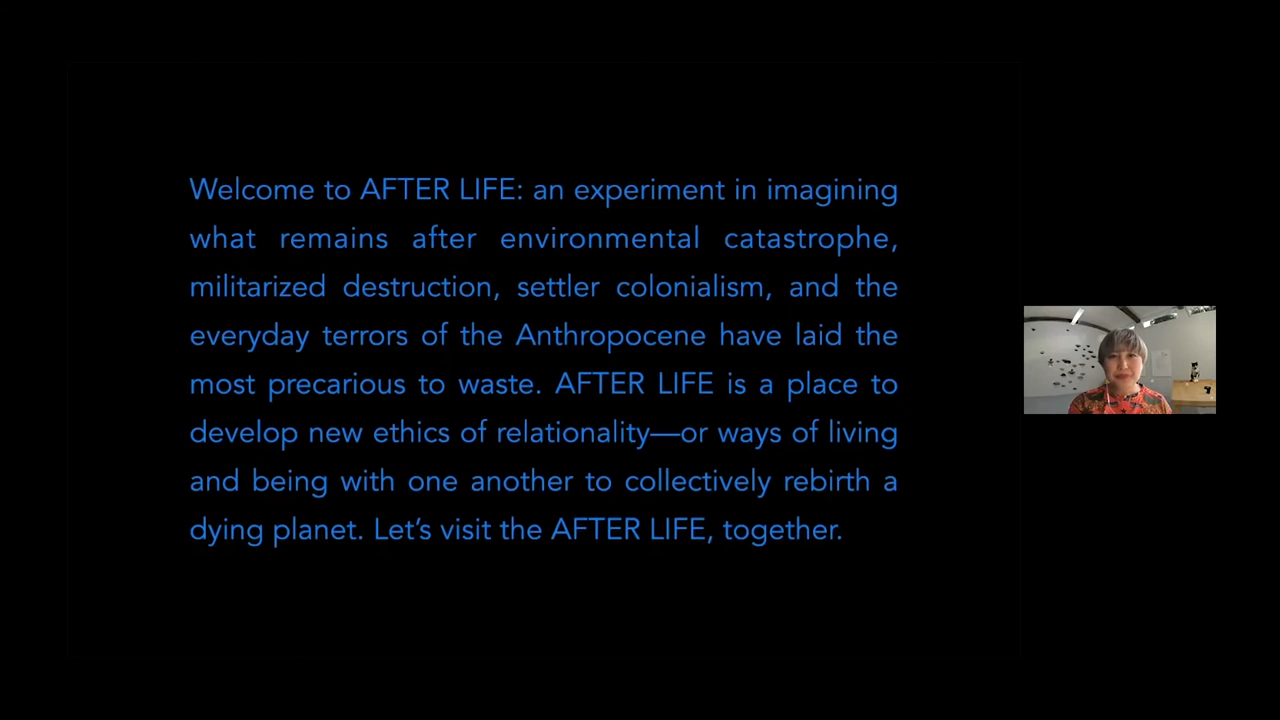 Welcome to AFTER LIFE: an experiment in imagining
what remains after environmental catastrophe,
militarized destruction, settler colonialism, and the
everyday terrors of the Anthropocene have laid the
most precarious to waste. AFTER LIFE is a place to
develop new ethics of relationality—or ways of living
and being with one another to collectively rebirth a
dying planet. Let’s visit the AFTER LIFE, together.